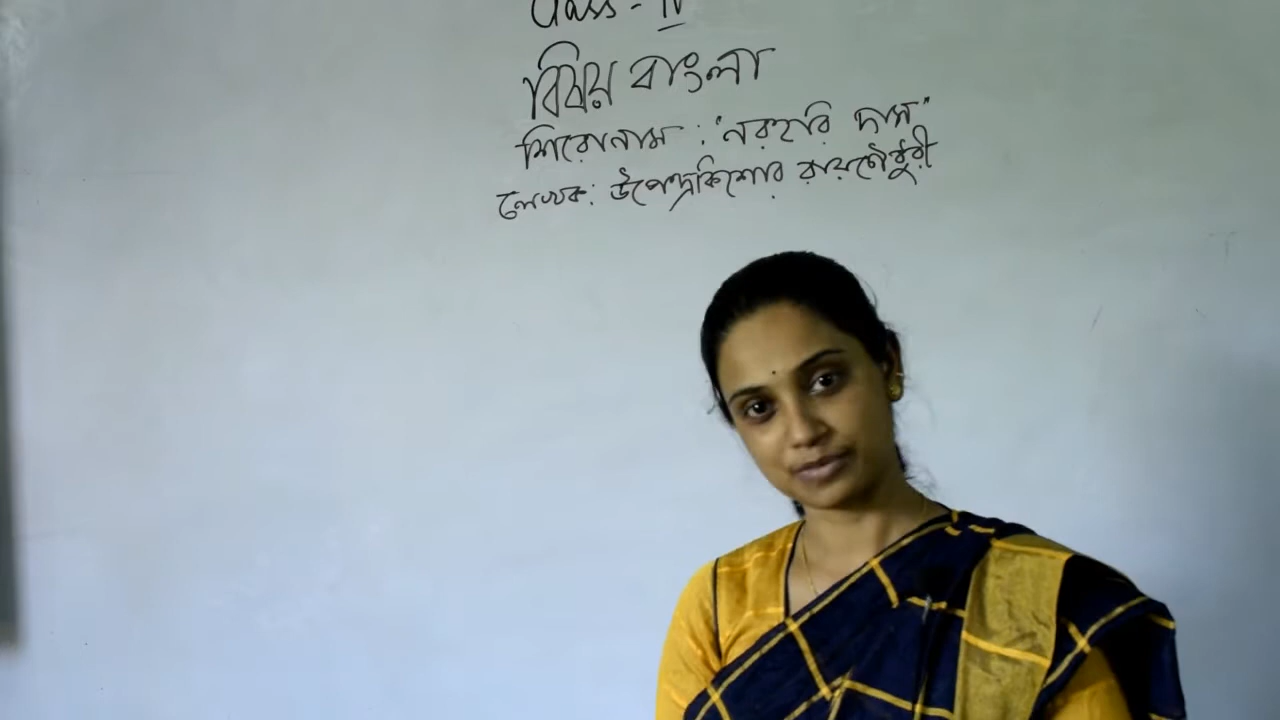 Class - IV
বিষয় বাংলা
শিরোনাম : "নরহরি দাস"
লেখক: উপেন্দ্রকিশোর রায়চৌধুরী